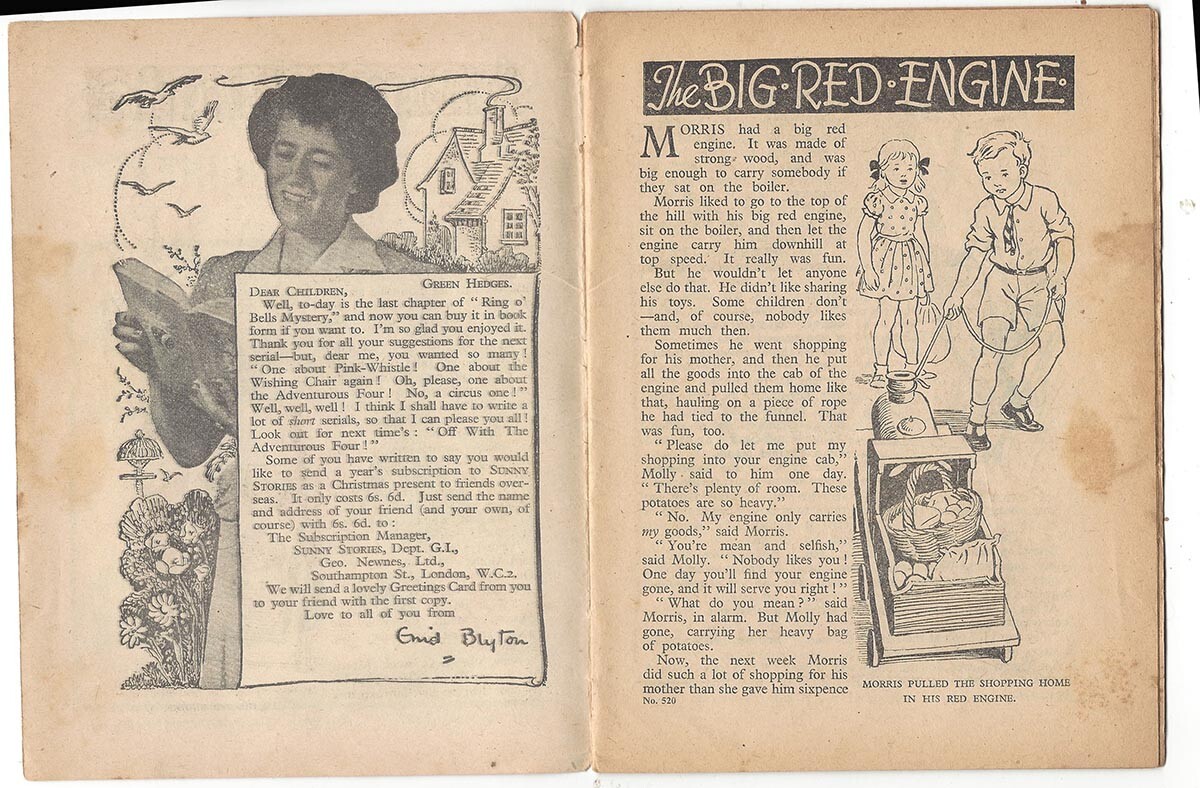 GREEN HEDGES.
DEAR CHILDREN,
Well, to-day is the last chapter of “Ring o’
Bells Mystery,” and now you can buy it in book
form if you want to. I’m so glad you enjoyed it.
Thank you for all your suggestions for the next
serial—but, dear me, you wanted so many!
“One about Pink-Whistle! One about the
Wishing Chair again! Oh, please, one about
the Adventurous Four! No, a circus one!”
Well, well, well! I think I shall have to write a
lot of short serials, so that I can please you all!
Look out for next time’s: “Off With The
Adventurous Four!”
Some of you have written to say you would
like to send a year’s subscription to SUNNY
STORIES as a Christmas present to friends over-
seas. It only costs 6s. 6d. Just send the name
and address of your friend (and your own, of
course) with 6s. 6d. to:
The Subscription Manager,
SUNNY STORIES, Dept. G.I.,
Geo. Newnes, Ltd.,
Southampton St., London, W.C.2.
We will send a lovely Greetings Card from you
to your friend with the first copy.
Love to all of you from
Enid Blyton
The BIG·RED·ENGINE·
MORRIS had a big red
engine. It was made of
strong wood, and was
big enough to carry somebody if
they sat on the boiler.
Morris liked to go to the top of
the hill with his big red engine,
sit on the boiler, and then let the
engine carry him downhill at
top speed. It really was fun.
But he wouldn’t let anyone
else do that. He didn’t like sharing
his toys. Some children don’t
—and, of course, nobody likes
them much then.
Sometimes he went shopping
for his mother, and then he put
all the goods into the cab of the
engine and pulled them home like
that, hauling on a piece of rope
he had tied to the funnel. That
was fun, too.
“Please do let me put my
shopping into your engine cab,”
Molly said to him one day.
“There’s plenty of room. These
potatoes are so heavy.”
“No. My engine only carries
my goods,” said Morris.
“You’re mean and selfish,”
said Molly. “Nobody likes you!
One day you’ll find your engine
gone, and it will serve you right!”
“What do you mean?” said
Morris, in alarm. But Molly had
gone, carrying her heavy bag
of potatoes.
Now, the next week Morris
did such a lot of shopping for his
mother than she gave him sixpence
No. 520
MORRIS PULLED THE SHOPPING HOME
IN HIS RED ENGINE.